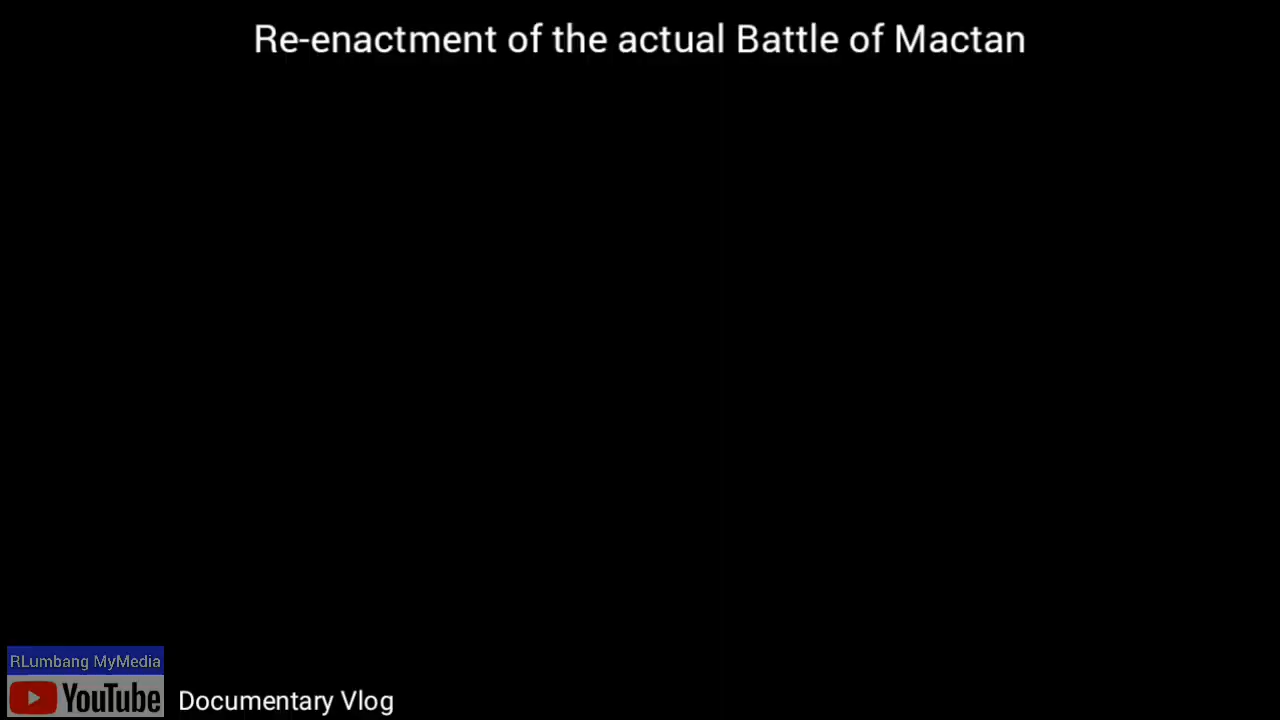 Re-enactment of the actual Battle of Mactan
RLumbang MyMedia
YouTube
Documentary Vlog